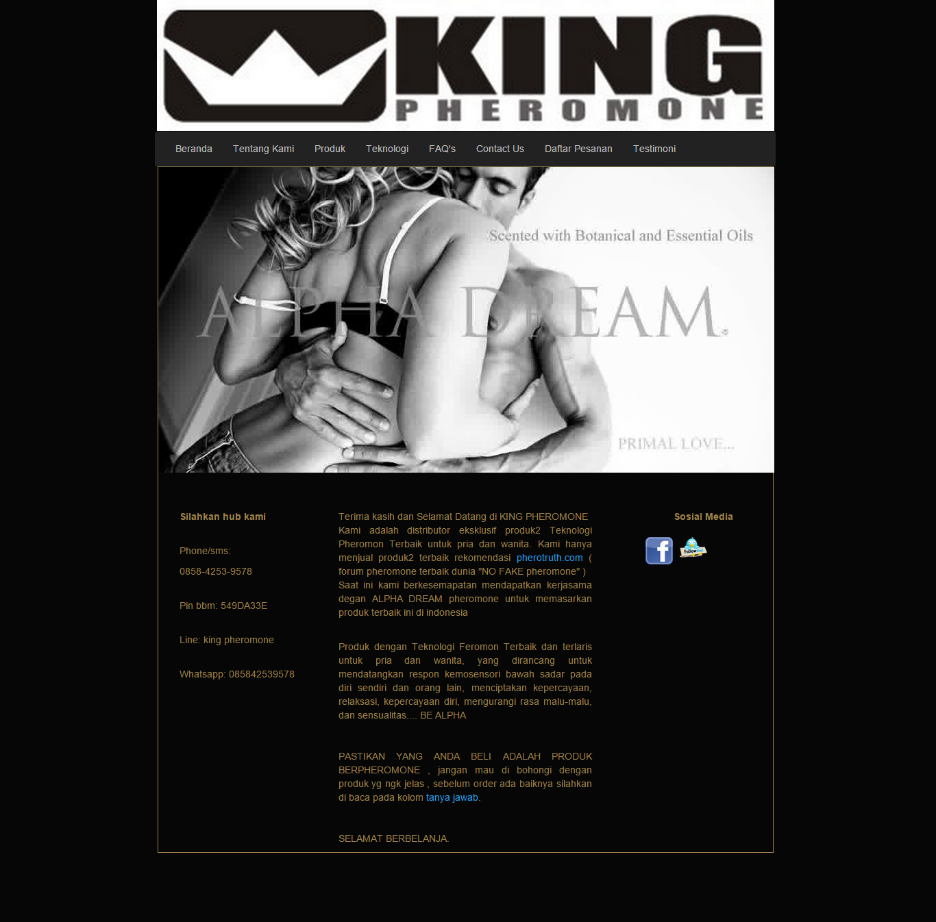 KING
PHEROMONE
Beranda Tentang Kami Produk Teknologi FAQ's Contact Us Daftar Pesanan Testimoni
Scented with Botanical and Essential Oils
ALPHA DREAM.®
PRIMAL LOVE...
Silahkan hub kami
Phone/sms:
0858-4253-9578
Pin bbm: 549DA33E
Line: king pheromone
Whatsapp: 085842539578
Terima kasih dan Selamat Datang di KING PHEROMONE
Kami adalah distributor eksklusif produk2 Teknologi
Pheromon Terbaik untuk pria dan wanita. Kami hanya
menjual produk2 terbaik rekomendasi pherotruth.com (
forum pheromone terbaik dunia "NO FAKE pheromone" )
Saat ini kami berkesemapatan mendapatkan kerjasama
degan ALPHA DREAM pheromone untuk memasarkan
produk terbaik ini di indonesia
Produk dengan Teknologi Feromon Terbaik dan terlaris
untuk pria dan wanita, yang dirancang untuk
mendatangkan respon kemosensori bawah sadar pada
diri sendiri dan orang lain, menciptakan kepercayaan,
relaksasi, kepercayaan diri, mengurangi rasa malu-malu,
dan sensualitas.... BE ALPHA
PASTIKAN YANG ANDA BELI ADALAH PRODUK
BERPHEROMONE , jangan mau di bohongi dengan
produk yg ngk jelas , sebelum order ada baiknya silahkan
di baca pada kolom tanya jawab.
SELAMAT BERBELANJA.
Sosial Media